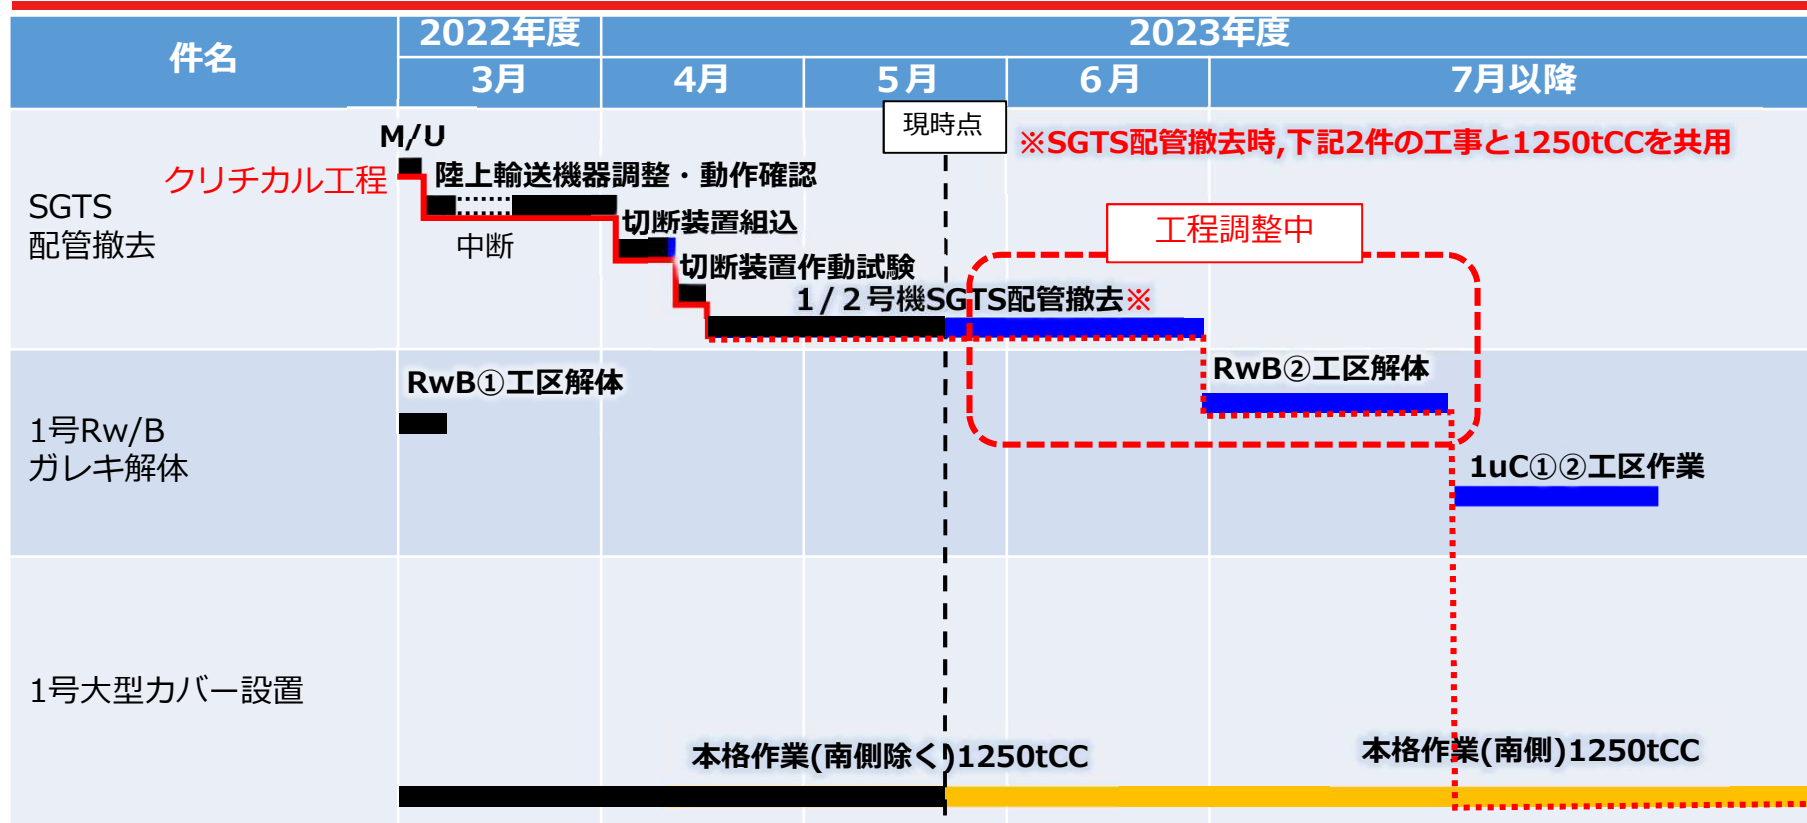 件名
2022年度
2023年度
3月
4月
5月
6月
7月以降
現時点
※SGTS配管撤去時,下記2件の工事と1250tCCを共用
M/U
クリチカル工程
陸上輸送機器調整・動作確認
SGTS
配管撤去
中断
切断装置組込
工程調整中
切断装置作動試験
1/2号機SGTS配管撤去※
RwB①工区解体
RwB②工区解体
1号Rw/B
ガレキ解体
1uC①②工区作業
1号大型カバー設置
本格作業(南側除く)1250tCC
本格作業(南側)1250tCC